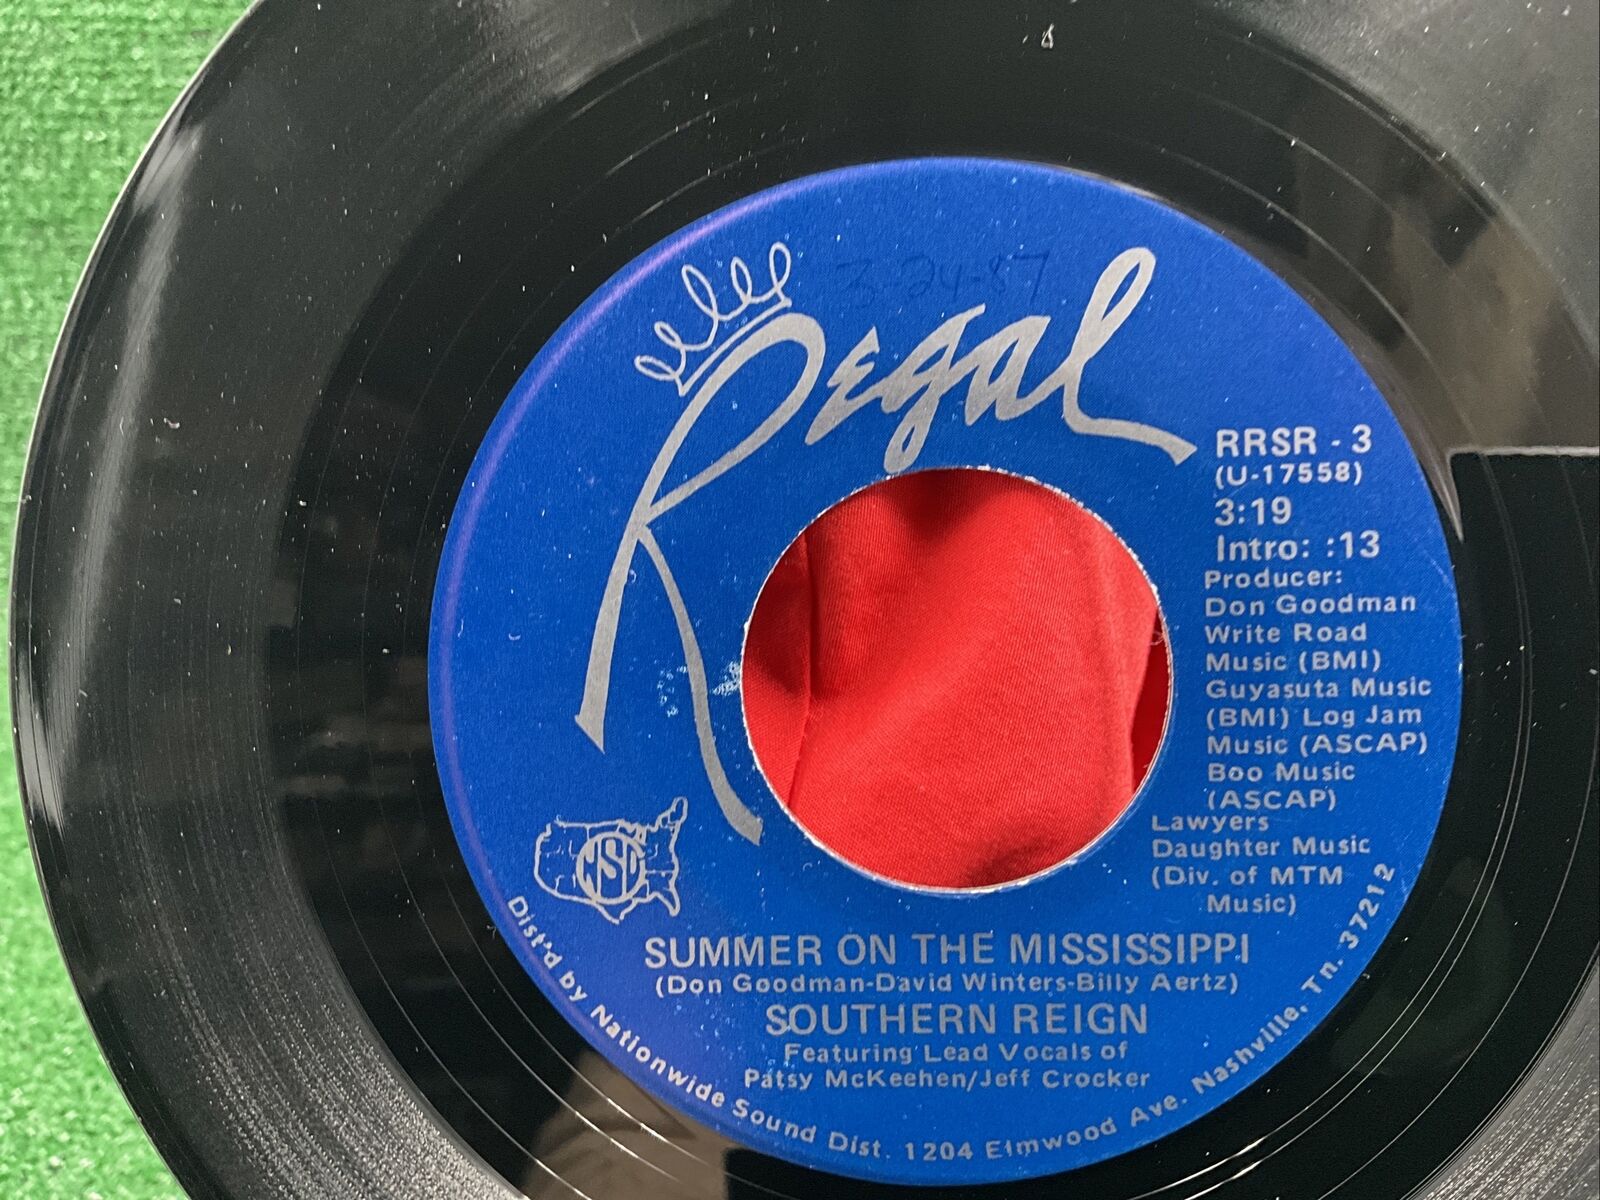 3-24-87
Regal
RRSR - 3
(U-17558)
3:19
Intro: :13
Producer:
Don Goodman
Write Road
Music (BMI)
Guyasuta Music
(BMI) Log Jam
Music (ASCAP)
Boo Music
(ASCAP)
Lawyers
Daughter Music
(Div. of MTM
Music)
NSD
SUMMER ON THE MISSISSIPPI
(Don Goodman-David Winters-Billy Aertz)
SOUTHERN REIGN
Featuring Lead Vocals of
Patsy McKeehen/Jeff Crocker
Dist'd by Nationwide Sound Dist. 1204 Elmwood Ave. Nashville, Tn. 37212